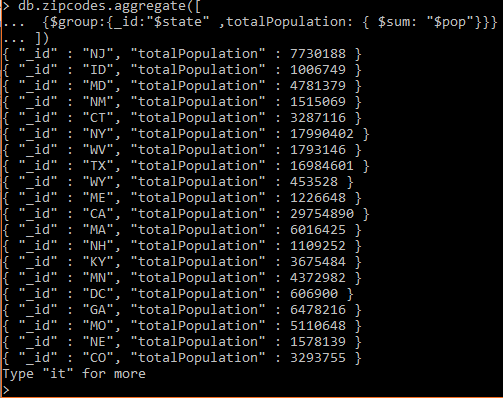 > db.zipcodes.aggregate([
... {$group:{_id:"$state" ,totalPopulation: { $sum: "$pop"}}}
... ])
{ "_id" : "NJ", "totalPopulation" : 7730188 }
{ "_id" : "ID", "totalPopulation" : 1006749 }
{ "_id" : "MD", "totalPopulation" : 4781379 }
{ "_id" : "NM", "totalPopulation" : 1515069 }
{ "_id" : "CT", "totalPopulation" : 3287116 }
{ "_id" : "NY", "totalPopulation" : 17990402 }
{ "_id" : "WV", "totalPopulation" : 1793146 }
{ "_id" : "TX", "totalPopulation" : 16984601 }
{ "_id" : "WY", "totalPopulation" : 453528 }
{ "_id" : "ME", "totalPopulation" : 1226648 }
{ "_id" : "CA", "totalPopulation" : 29754890 }
{ "_id" : "MA", "totalPopulation" : 6016425 }
{ "_id" : "NH", "totalPopulation" : 1109252 }
{ "_id" : "KY", "totalPopulation" : 3675484 }
{ "_id" : "MN", "totalPopulation" : 4372982 }
{ "_id" : "DC", "totalPopulation" : 606900 }
{ "_id" : "GA", "totalPopulation" : 6478216 }
{ "_id" : "MO", "totalPopulation" : 5110648 }
{ "_id" : "NE", "totalPopulation" : 1578139 }
{ "_id" : "CO", "totalPopulation" : 3293755 }
Type "it" for more
>